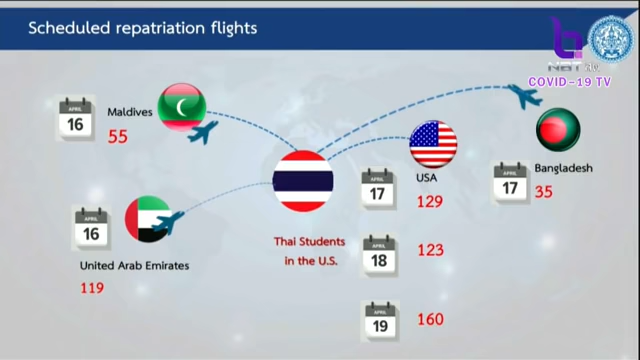 Scheduled repatriation flights
NBT
COVID-19 TV
APRIL
16
Maldives
55
APRIL
16
United Arab Emirates
119
Thai Students
in the U.S.
USA
APRIL
17
129
APRIL
18
123
APRIL
19
160
Bangladesh
APRIL
17
35